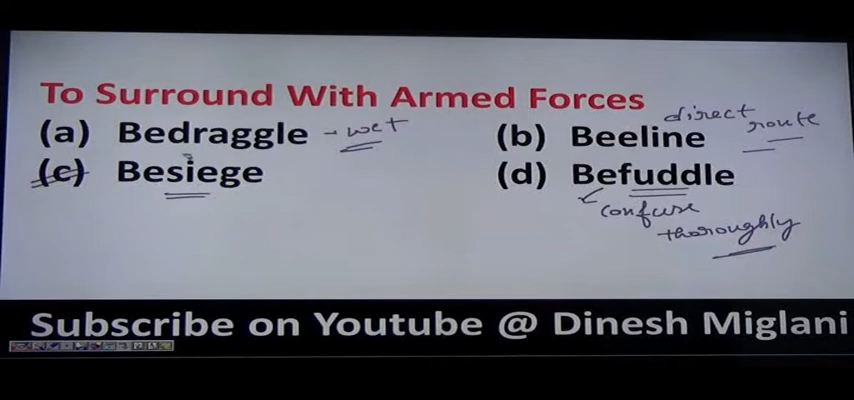 To Surround With Armed Forces
(a) Bedraggle - wet
(b) Beeline direct route
(c) Besiege
(d) Befuddle
confuse
thoroughly
Subscribe on Youtube @ Dinesh Miglani